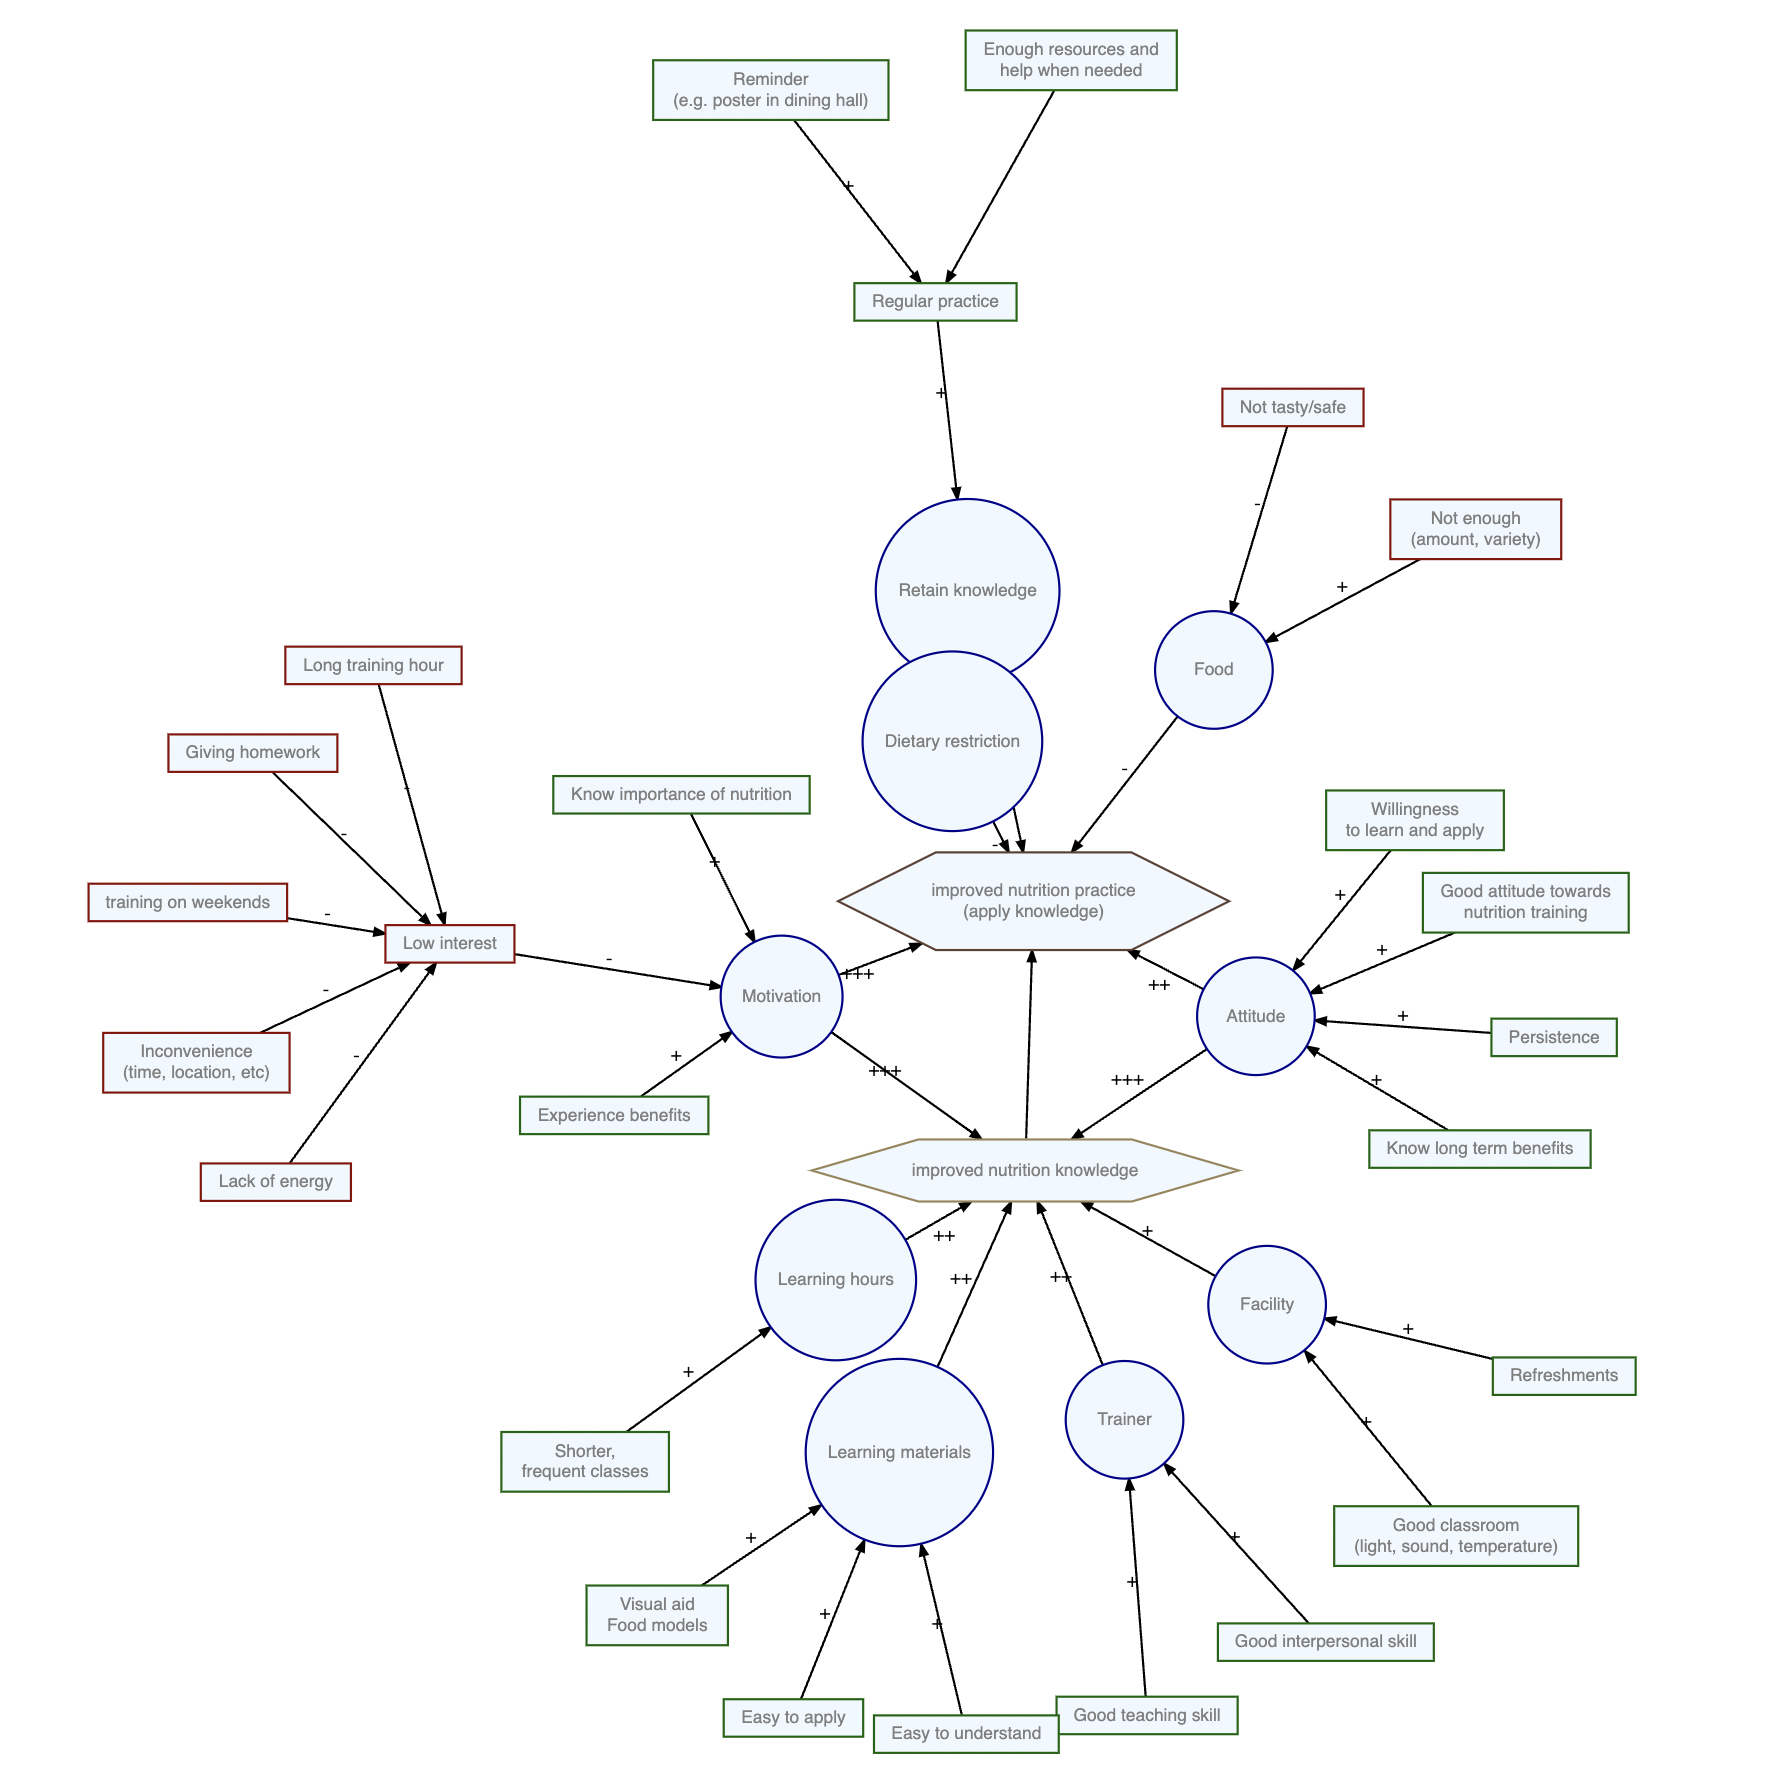 Enough resources and
help when needed
Reminder
(e.g. poster in dining hall)
+
Regular practice
+
Not tasty/safe
-
Not enough
(amount, variety)
+
Retain knowledge
Food
Long training hour
Dietary restriction
Giving homework
-
-
-
Know importance of nutrition
+
-
Willingness
to learn and apply
+
Good attitude towards
nutrition training
+
improved nutrition practice
(apply knowledge)
training on weekends
-
Low interest
-
Motivation
+++
++
Attitude
+
Persistence
-
Inconvenience
(time, location, etc)
-
+
Experience benefits
+++
+++
+
Know long term benefits
Lack of energy
improved nutrition knowledge
++
+
Learning hours
++
++
Facility
+
Refreshments
+
Shorter,
frequent classes
Learning materials
Trainer
+
Good classroom
(light, sound, temperature)
+
Visual aid
Food models
+
+
+
+
Good interpersonal skill
Easy to apply
Easy to understand
Good teaching skill